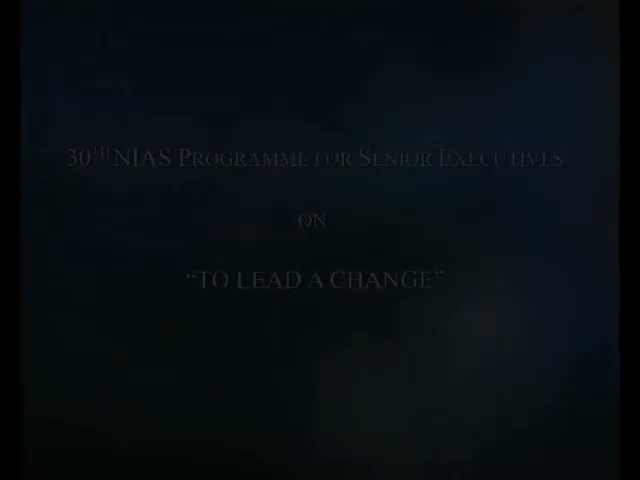 30TH NIAS PROGRAMME FOR SENIOR EXECUTIVES
ON
“TO LEAD A CHANGE”